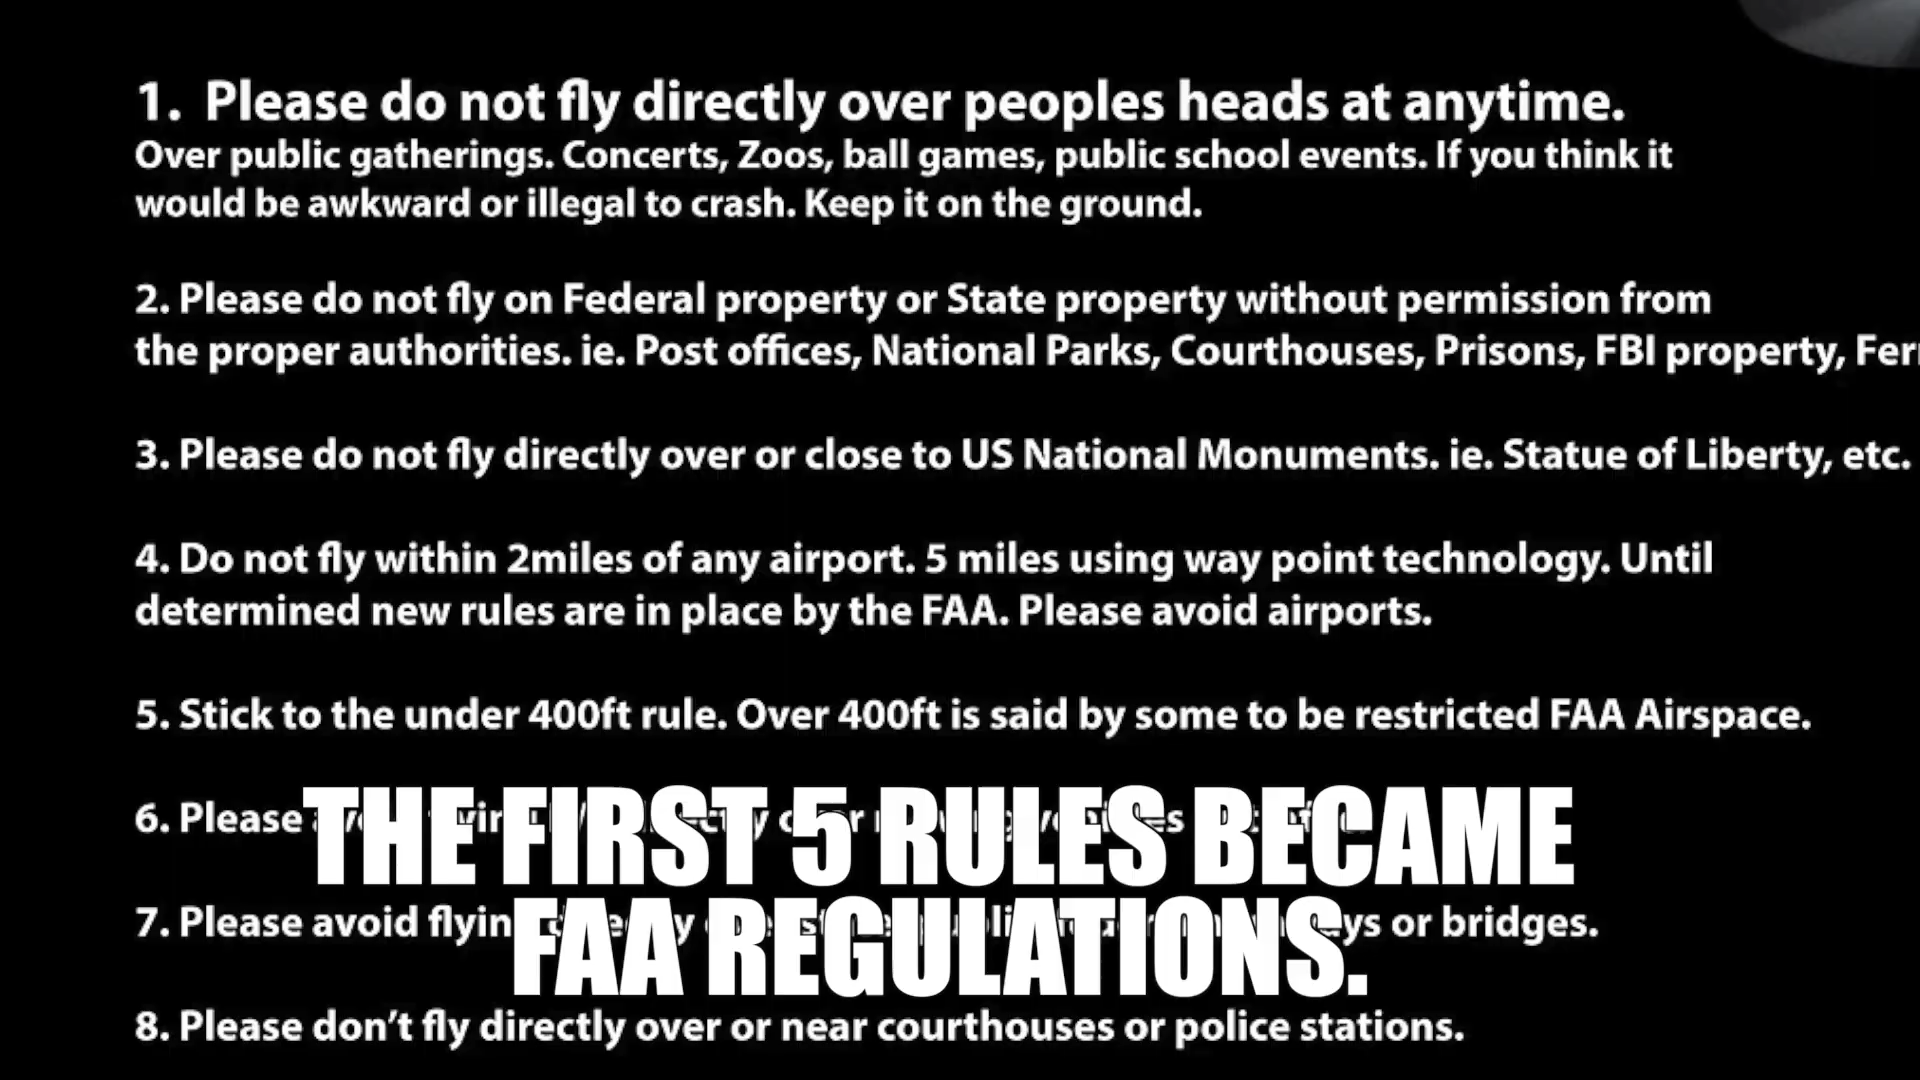 1. Please do not fly directly over peoples heads at anytime.
Over public gatherings. Concerts, Zoos, ball games, public school events. If you think it
would be awkward or illegal to crash. Keep it on the ground.
2. Please do not fly on Federal property or State property without permission from
the proper authorities. ie. Post offices, National Parks, Courthouses, Prisons, FBI property,
3. Please do not fly directly over or close to US National Monuments. ie. Statue of Liberty, etc.
4. Do not fly within 2miles of any airport. 5 miles using way point technology. Until
determined new rules are in place by the FAA. Please avoid airports.
5. Stick to the under 400ft rule. Over 400ft is said by some to be restricted FAA Airspace.
6. Please
THE FIRST 5 RULES BECAME
7. Please avoid or bridges.
FAA REGULATIONS.
8. Please don't fly directly over or near courthouses or police stations.